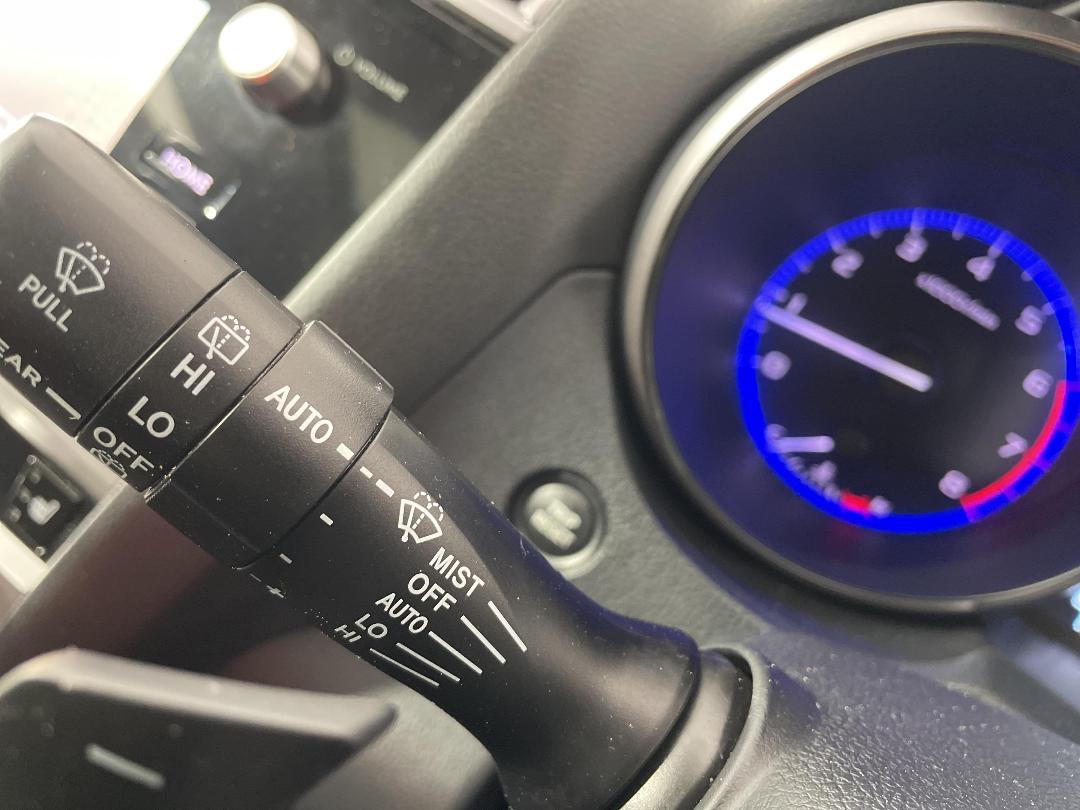 VOLUME
HOME
PULL
REAR
HI
LO
OFF
AUTO
MIST
OFF
AUTO
LO
HI
0
1
2
3
4
5
6
7
8